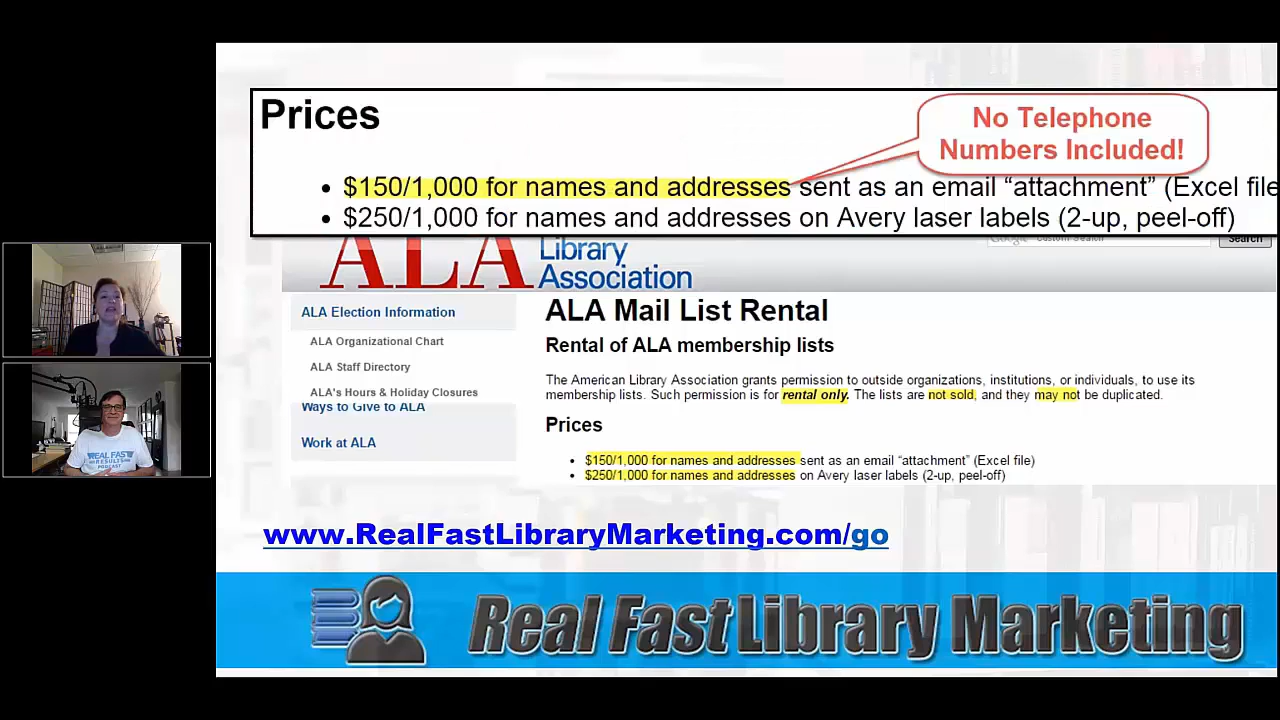 Prices
No Telephone
Numbers Included!
• $150/1,000 for names and addresses sent as an email “attachment” (Excel file
• $250/1,000 for names and addresses on Avery laser labels (2-up, peel-off)
ALA Library
Association
Custom Search
Search
ALA Election Information
ALA Organizational Chart
ALA Staff Directory
ALA's Hours & Holiday Closures
Ways to Give to ALA
Work at ALA
ALA Mail List Rental
Rental of ALA membership lists
The American Library Association grants permission to outside organizations, institutions, or individuals, to use its
membership lists. Such permission is for rental only. The lists are not sold, and they may not be duplicated.
Prices
• $150/1,000 for names and addresses sent as an email “attachment” (Excel file)
• $250/1,000 for names and addresses on Avery laser labels (2-up, peel-off)
www.RealFastLibraryMarketing.com/go
Real Fast Library Marketing
REAL FAST
RESULTS
PODCAST